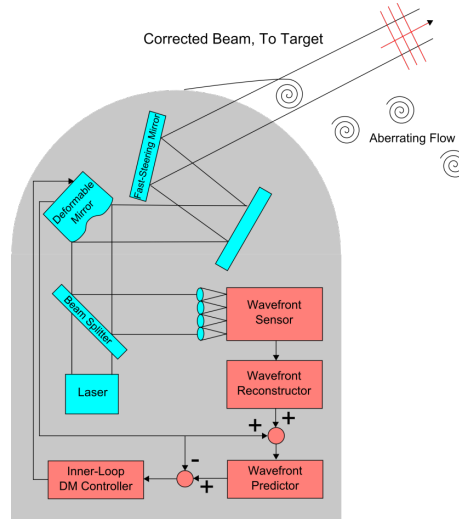 Corrected Beam, To Target
Aberrating Flow
Fast-Steering Mirror
Deformable
Mirror
Beam Splitter
Wavefront
Sensor
Laser
Wavefront
Reconstructor
+ +
Inner-Loop
DM Controller
-
+
Wavefront
Predictor